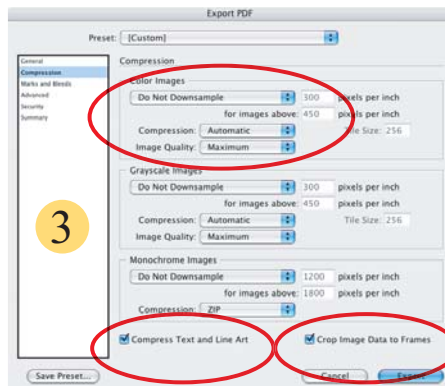 Export PDF
Preset: [Custom]
General
Compression
Marks and Bleeds
Advanced
Security
Summary
Compression
Color Images
Do Not Downsample 300 pixels per inch
for images above: 450 pixels per inch
Compression: Automatic Tile Size: 256
Image Quality: Maximum
Grayscale Images
Do Not Downsample 300 pixels per inch
for images above: 450 pixels per inch
Compression: Automatic Tile Size: 256
Image Quality: Maximum
3
Monochrome Images
Do Not Downsample 1200 pixels per inch
for images above: 1800 pixels per inch
Compression: ZIP
Compress Text and Line Art Crop Image Data to Frames
Save Preset... Cancel Export